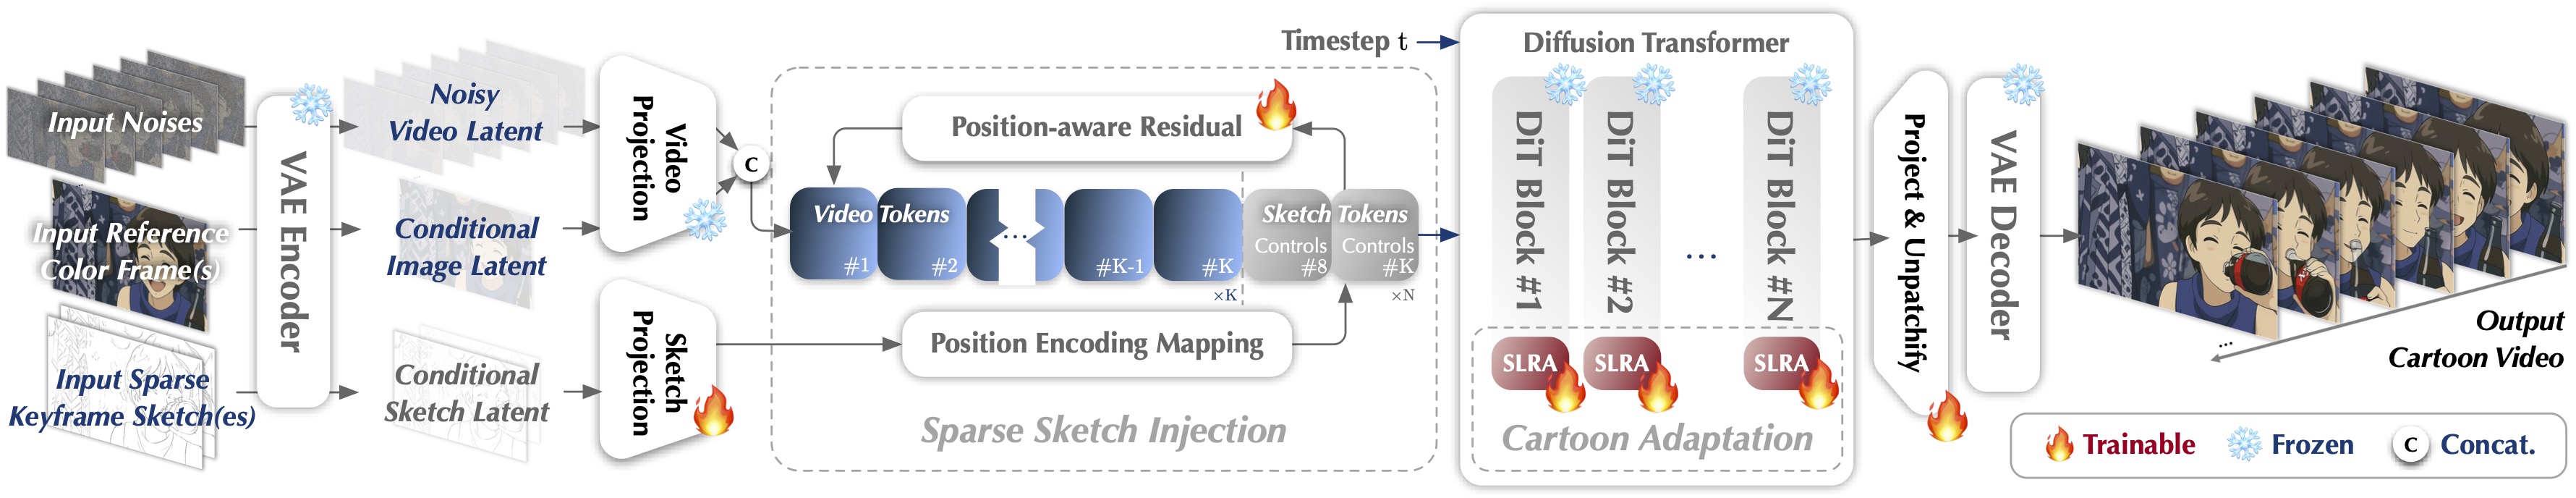 Input Noises
Input Reference
Color Frame(s)
Input Sparse
Keyframe Sketch(es)
VAE Encoder
Noisy
Video Latent
Conditional
Image Latent
Conditional
Sketch Latent
Video
Projection
Sketch
Projection
C
Position-aware Residual
Video Tokens
#1
#2
...
#K-1
#K
×K
Sketch Tokens
Controls
#8
Controls
#K
×N
Position Encoding Mapping
Sparse Sketch Injection
Timestep t
Diffusion Transformer
DiT Block #1
DiT Block #2
...
DiT Block #N
SLRA
SLRA
SLRA
Cartoon Adaptation
Project & Unpatchify
VAE Decoder
...
Output
Cartoon Video
Trainable
Frozen
C
Concat.